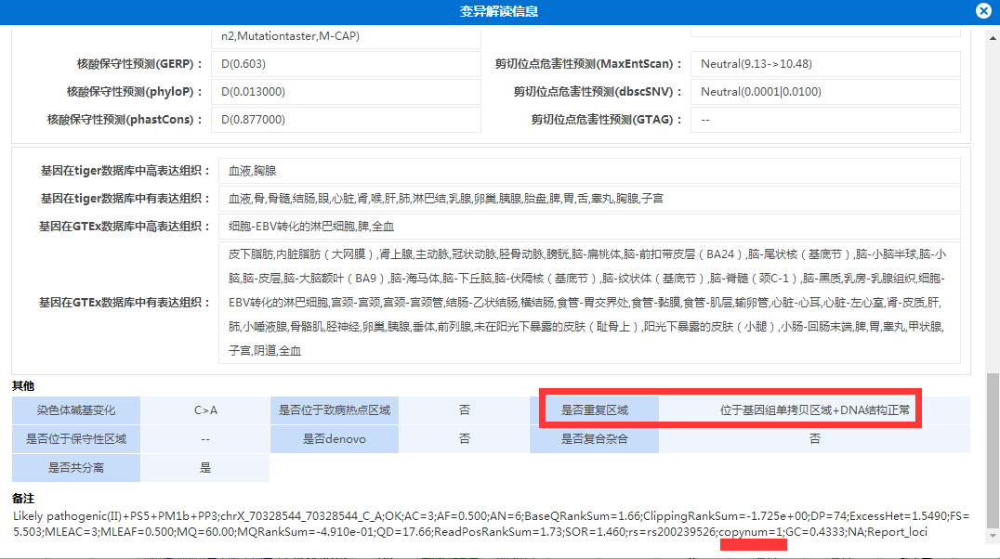 变异解读信息
n2,Mutationtaster,M-CAP)
核酸保守性预测(GERP)： D(0.603) 剪切位点危害性预测(MaxEntScan)： Neutral(9.13->10.48)
核酸保守性预测(phyloP)： D(0.013000) 剪切位点危害性预测(dbscSNV)： Neutral(0.0001|0.0100)
核酸保守性预测(phastCons)： D(0.877000) 剪切位点危害性预测(GTAG)： --
基因在tiger数据库中高表达组织： 血液,胸腺
基因在tiger数据库中有表达组织： 血液,骨,骨髓,结肠,眼,心脏,肾,喉,肝,肺,淋巴结,乳腺,卵巢,胰腺,胎盘,脾,胃,舌,睾丸,胸腺,子宫
基因在GTEx数据库中高表达组织： 细胞-EBV转化的淋巴细胞,脾,全血
皮下脂肪,内脏脂肪（大网膜）,肾上腺,主动脉,冠状动脉,胫骨动脉,膀胱,脑-扁桃体,脑-前扣带皮层（BA24）,脑-尾状核（基底节）,脑-小脑半球,脑-小
脑,脑-皮层,脑-大脑额叶（BA9）,脑-海马体,脑-下丘脑,脑-伏隔核（基底节）,脑-纹状体（基底节）,脑-脊髓（颈C-1）,脑-黑质,乳房-乳腺组织,细胞-
基因在GTEx数据库中有表达组织： EBV转化的淋巴细胞,宫颈-宫颈,宫颈-宫颈管,结肠-乙状结肠,横结肠,食管-胃交界处,食管-黏膜,食管-肌层,输卵管,心脏-心耳,心脏-左心室,肾-皮质,肝,
肺,小唾液腺,骨骼肌,胫神经,卵巢,胰腺,垂体,前列腺,未在阳光下暴露的皮肤（耻骨上）,阳光下暴露的皮肤（小腿）,小肠-回肠末端,脾,胃,睾丸,甲状腺,
子宫,阴道,全血
其他
染色体碱基变化 C>A 是否位于致病热点区域 否 是否重复区域 位于基因组单拷贝区域+DNA结构正常
是否位于保守性区域 -- 是否denovo 否 是否复合杂合 否
是否共分离 是
备注
Likely pathogenic(II)+PS5+PM1b+PP3;chrX_70328544_70328544_C_A;OK;AC=3;AF=0.500;AN=6;BaseQRankSum=1.66;ClippingRankSum=-1.725e+00;DP=74;ExcessHet=1.5490;FS=
5.503;MLEAC=3;MLEAF=0.500;MQ=60.00;MQRankSum=-4.910e-01;QD=17.66;ReadPosRankSum=1.73;SOR=1.460;rs=rs200239526;copynum=1;GC=0.4333;NA;Report_loci